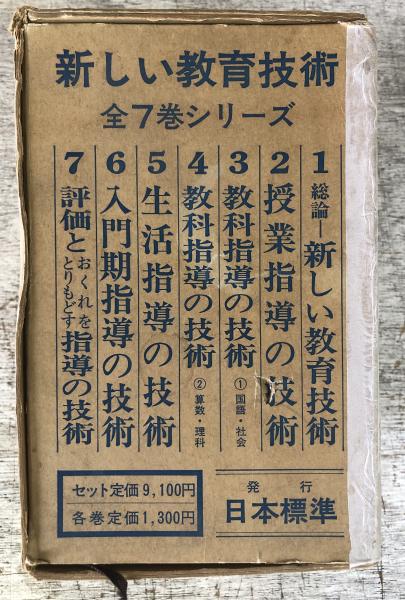 新しい教育技術
全7巻シリーズ
1 総論―新しい教育技術
2 授業指導の技術
3 教科指導の技術 ①国語・社会
4 教科指導の技術 ②算数・理科
5 生活指導の技術
6 入門期指導の技術
7 評価とおくれをとりもどす指導の技術
セット定価9,100円
各巻定価1,300円
発行
日本標準